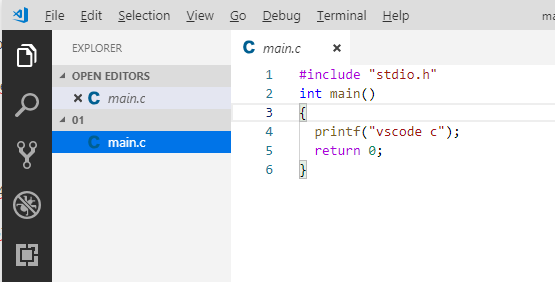 File Edit Selection View Go Debug Terminal Help ma
EXPLORER
OPEN EDITORS
main.c
01
main.c
main.c
1 #include "stdio.h"
2 int main()
3 {
4 printf("vscode c");
5 return 0;
6 }